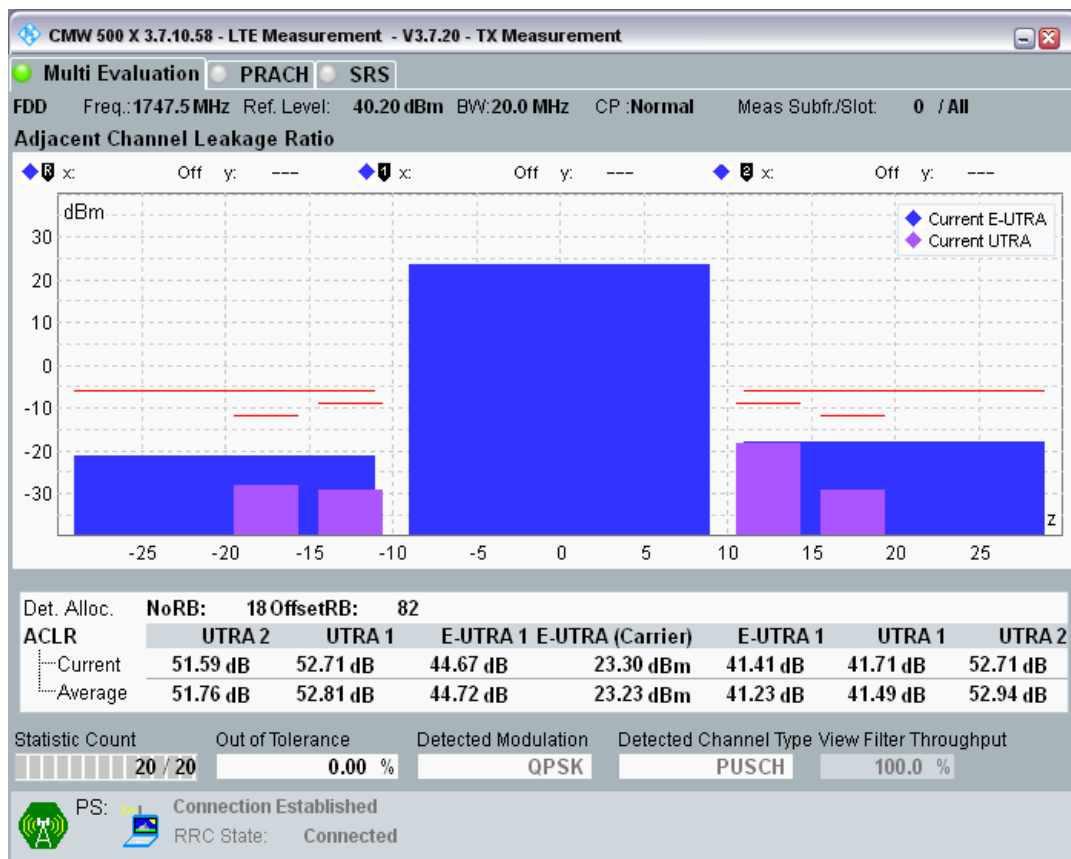 CMW 500 X 3.7.10.58 - LTE Measurement - V3.7.20 - TX Measurement
Multi Evaluation PRACH SRS
FDD Freq.:1747.5 MHz Ref. Level: 40.20 dBm BW:20.0 MHz CP :Normal Meas Subfr./Slot: 0 / All
Adjacent Channel Leakage Ratio
R x: Off y: --- 1 x: Off y: --- 2 x: Off y: ---
dBm
Current E-UTRA
Current UTRA
30
20
10
0
-10
-20
-30
z
-25 -20 -15 -10 -5 0 5 10 15 20 25
Det. Alloc. NoRB: 18 OffsetRB: 82
ACLR UTRA 2 UTRA 1 E-UTRA 1 E-UTRA (Carrier) E-UTRA 1 UTRA 1 UTRA 2
Current 51.59 dB 52.71 dB 44.67 dB 23.30 dBm 41.41 dB 41.71 dB 52.71 dB
Average 51.76 dB 52.81 dB 44.72 dB 23.23 dBm 41.23 dB 41.49 dB 52.94 dB
Statistic Count Out of Tolerance Detected Modulation Detected Channel Type View Filter Throughput
20 / 20 0.00 % QPSK PUSCH 100.0 %
PS: Connection Established
RRC State: Connected